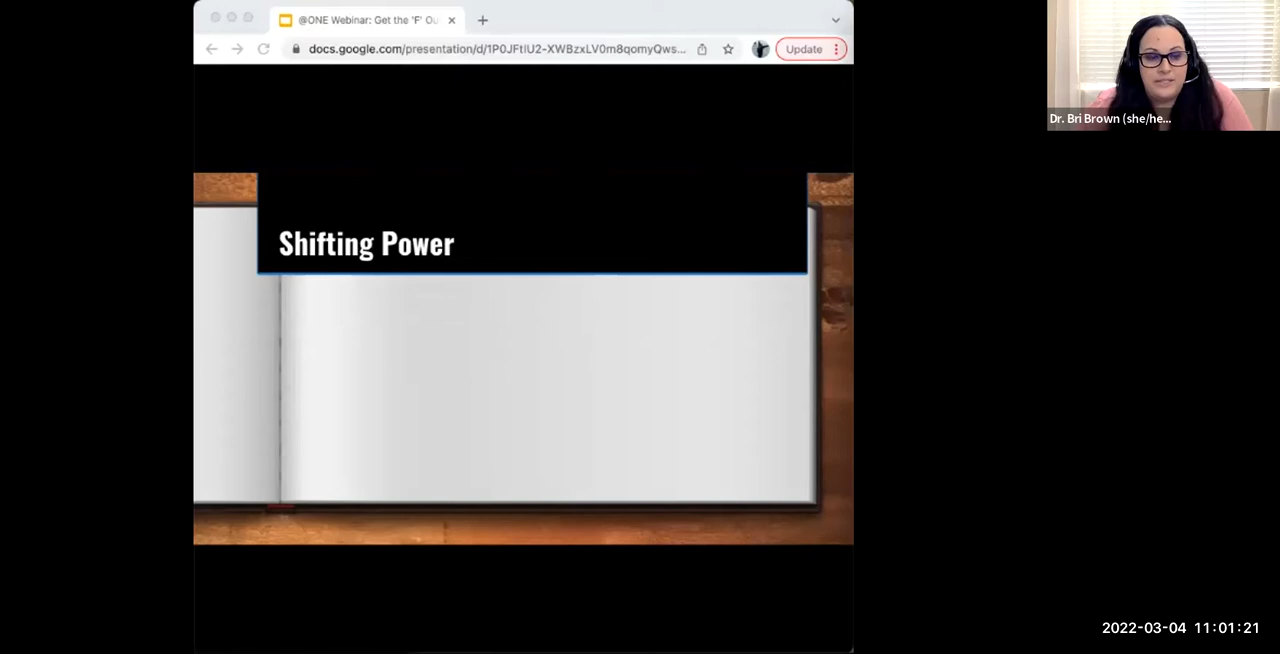 @ONE Webinar: Get the 'F' Ou
docs.google.com/presentation/d/1P0JFtIU2-XWBzxLV0m8qomyQws...
Update
Dr. Bri Brown (she/he...
Shifting Power
2022-03-04 11:01:21